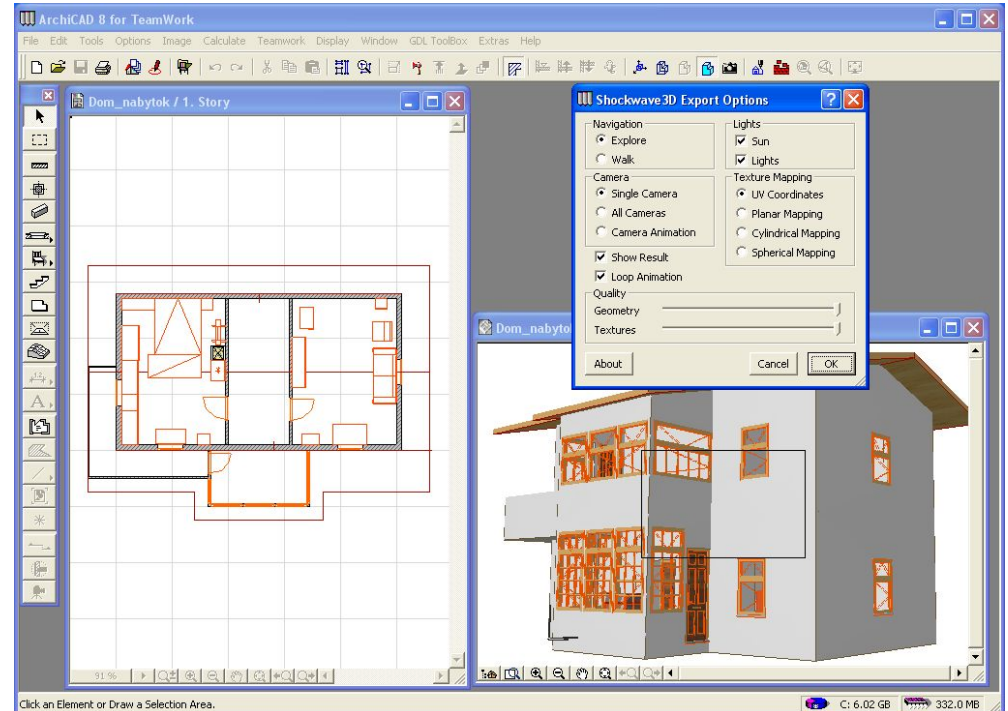 ArchiCAD 8 for TeamWork
File Edit Tools Options Image Calculate Teamwork Display Window GDL ToolBox Extras Help
Dom_nabytok / 1. Story
Shockwave3D Export Options
Navigation
Explore
Walk
Lights
Sun
Lights
Camera
Single Camera
All Cameras
Camera Animation
Texture Mapping
UV Coordinates
Planar Mapping
Cylindrical Mapping
Spherical Mapping
Show Result
Loop Animation
Quality
Geometry
Textures
About
Cancel
OK
Dom_nabyto
91 %
Click an Element or Draw a Selection Area.
C: 6.02 GB
332.0 MB